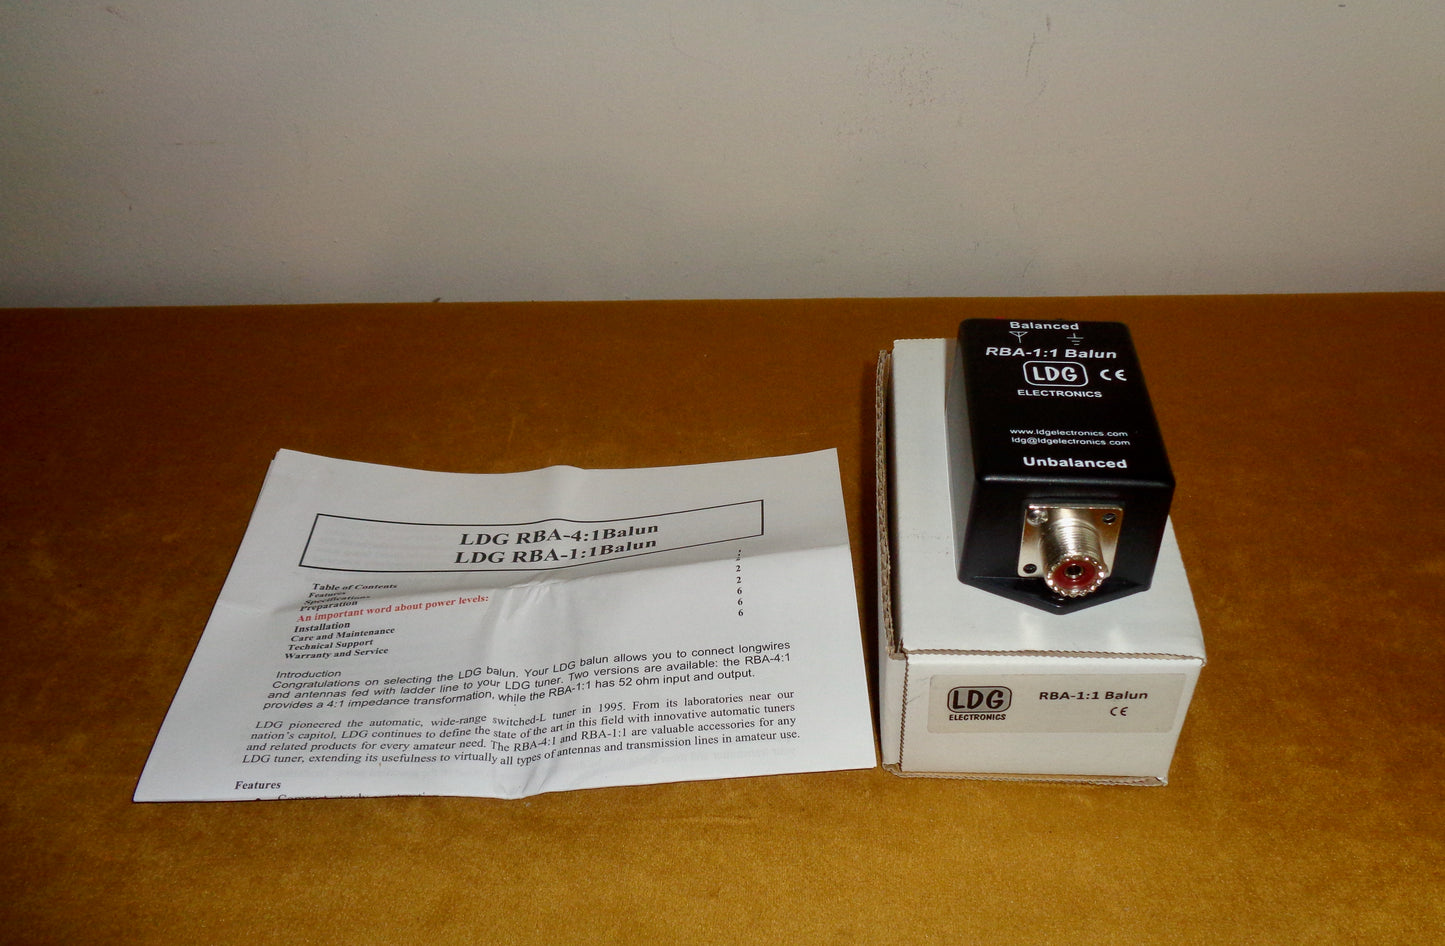 LDG RBA-4:1Balun
LDG RBA-1:1Balun
Table of Contents
Features 2
Specifications 2
Preparation 2
An important word about power levels:
Installation 6
Care and Maintenance
Technical Support 6
Warranty and Service 6
Introduction
Congratulations on selecting the LDG balun. Your LDG balun allows you to connect longwires
and antennas fed with ladder line to your LDG tuner. Two versions are available: the RBA-4:1
provides a 4:1 impedance transformation, while the RBA-1:1 has 52 ohm input and output.
LDG pioneered the automatic, wide-range switched-L tuner in 1995. From its laboratories near our
nation's capitol, LDG continues to define the state of the art in this field with innovative automatic tuners
and related products for every amateur need. The RBA-4:1 and RBA-1:1 are valuable accessories for any
LDG tuner, extending its usefulness to virtually all types of antennas and transmission lines in amateur use.
Features
Balanced
RBA-1:1 Balun
LDG CE
ELECTRONICS
www.ldgelectronics.com
ldg@ldgelectronics.com
Unbalanced
LDG RBA-1:1 Balun
ELECTRONICS CE